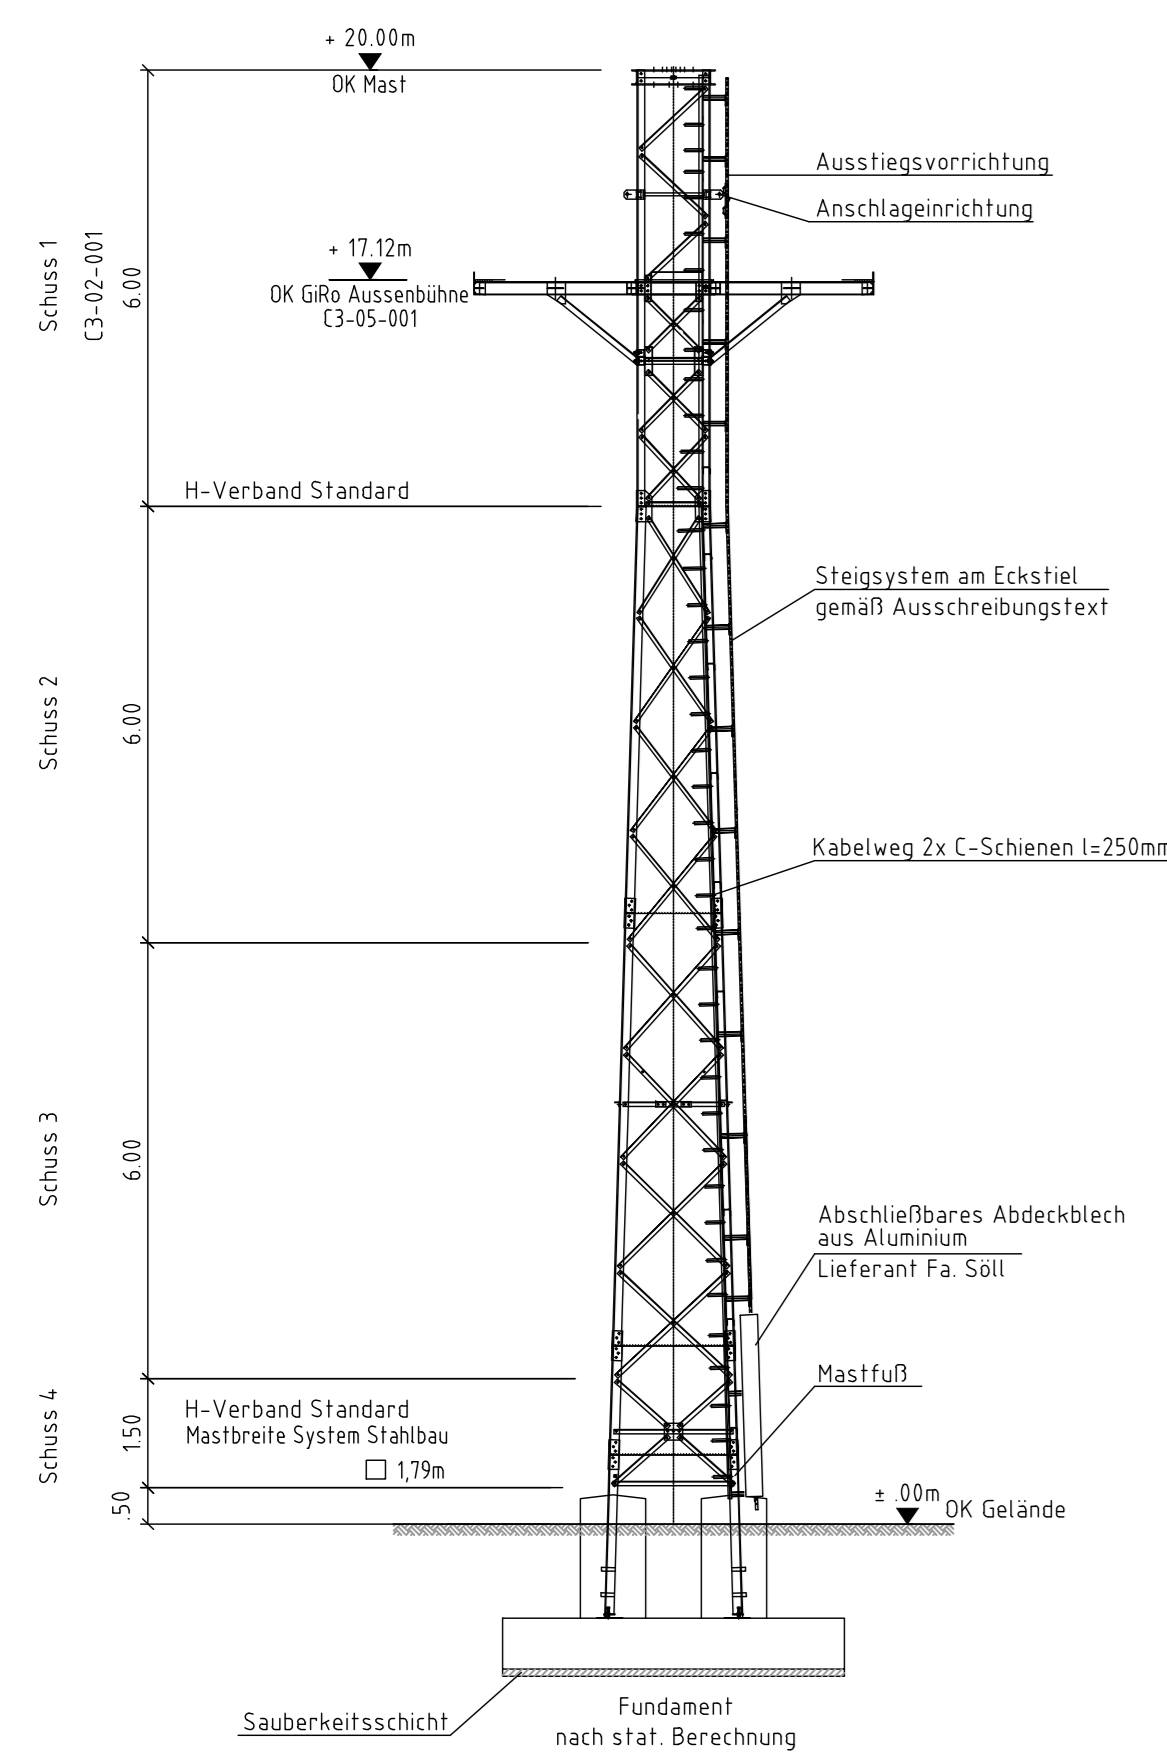 + 20.00m
OK Mast
Ausstiegsvorrichtung
Anschlageinrichtung
Schuss 1
C3-02-001
6.00
+ 17.12m
OK GiRo Aussenbühne
C3-05-001
H-Verband Standard
Steigsystem am Eckstiel
gemäß Ausschreibungstext
Schuss 2
6.00
Kabelweg 2x C-Schienen l=250mm
Schuss 3
6.00
Abschließbares Abdeckblech
aus Aluminium
Lieferant Fa. Söll
Mastfuß
Schuss 4
1.50
H-Verband Standard
Mastbreite System Stahlbau
1,79m
.50
± .00m
OK Gelände
Sauberkeitsschicht
Fundament
nach stat. Berechnung